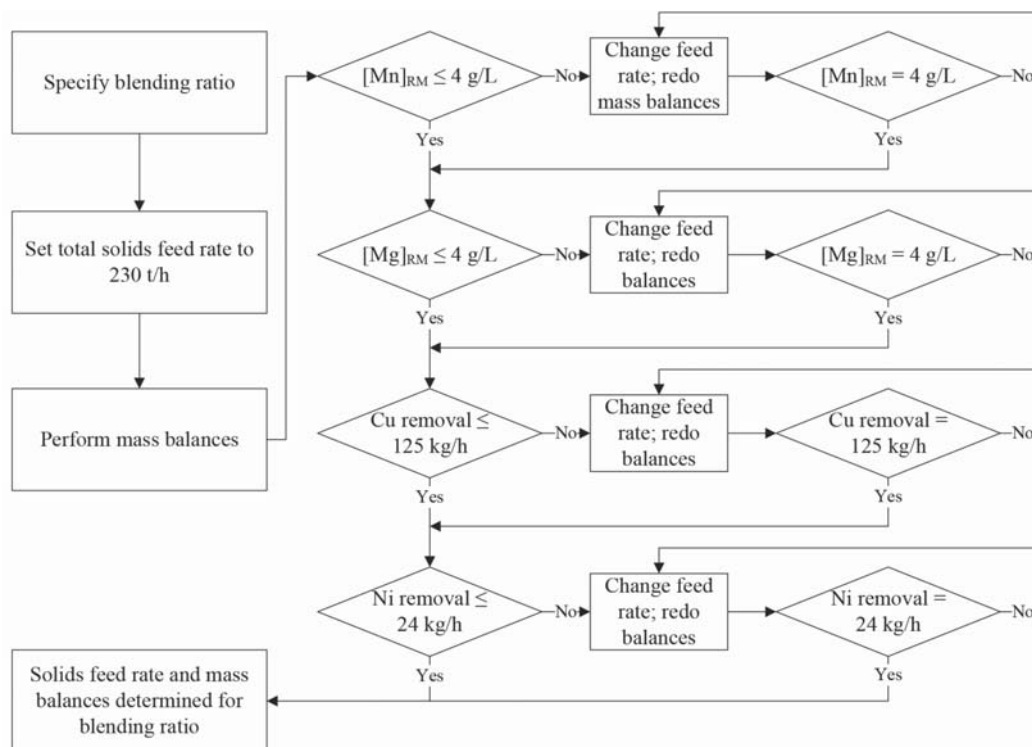 Specify blending ratio
Set total solids feed rate to
230 t/h
Perform mass balances
[Mn]RM ≤ 4 g/L
No
Change feed
rate; redo
mass balances
[Mn]RM = 4 g/L
No
Yes
Yes
[Mg]RM ≤ 4 g/L
No
Change feed
rate; redo
balances
[Mg]RM = 4 g/L
No
Yes
Yes
Cu removal ≤
125 kg/h
No
Change feed
rate; redo
balances
Cu removal =
125 kg/h
No
Yes
Yes
Ni removal ≤
24 kg/h
No
Change feed
rate; redo
balances
Ni removal =
24 kg/h
No
Yes
Yes
Solids feed rate and mass
balances determined for
blending ratio